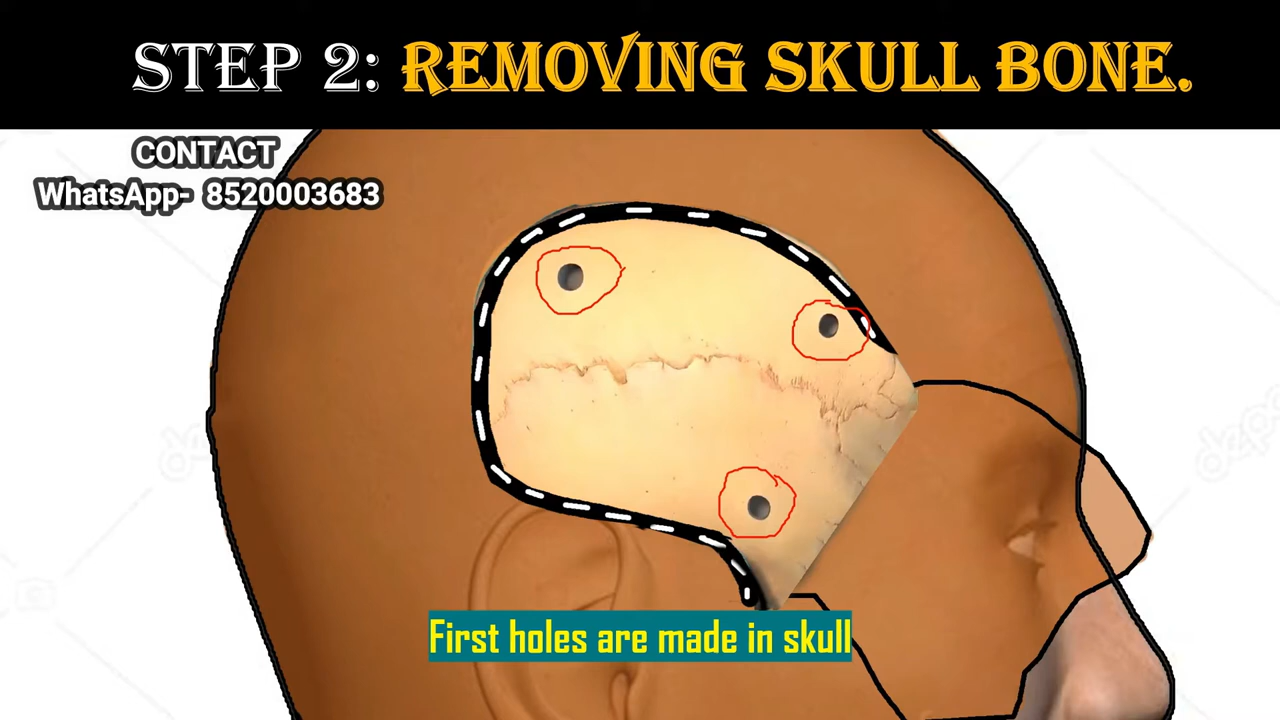 STEP 2: REMOVING SKULL BONE.
CONTACT
WhatsApp- 8520003683
First holes are made in skull